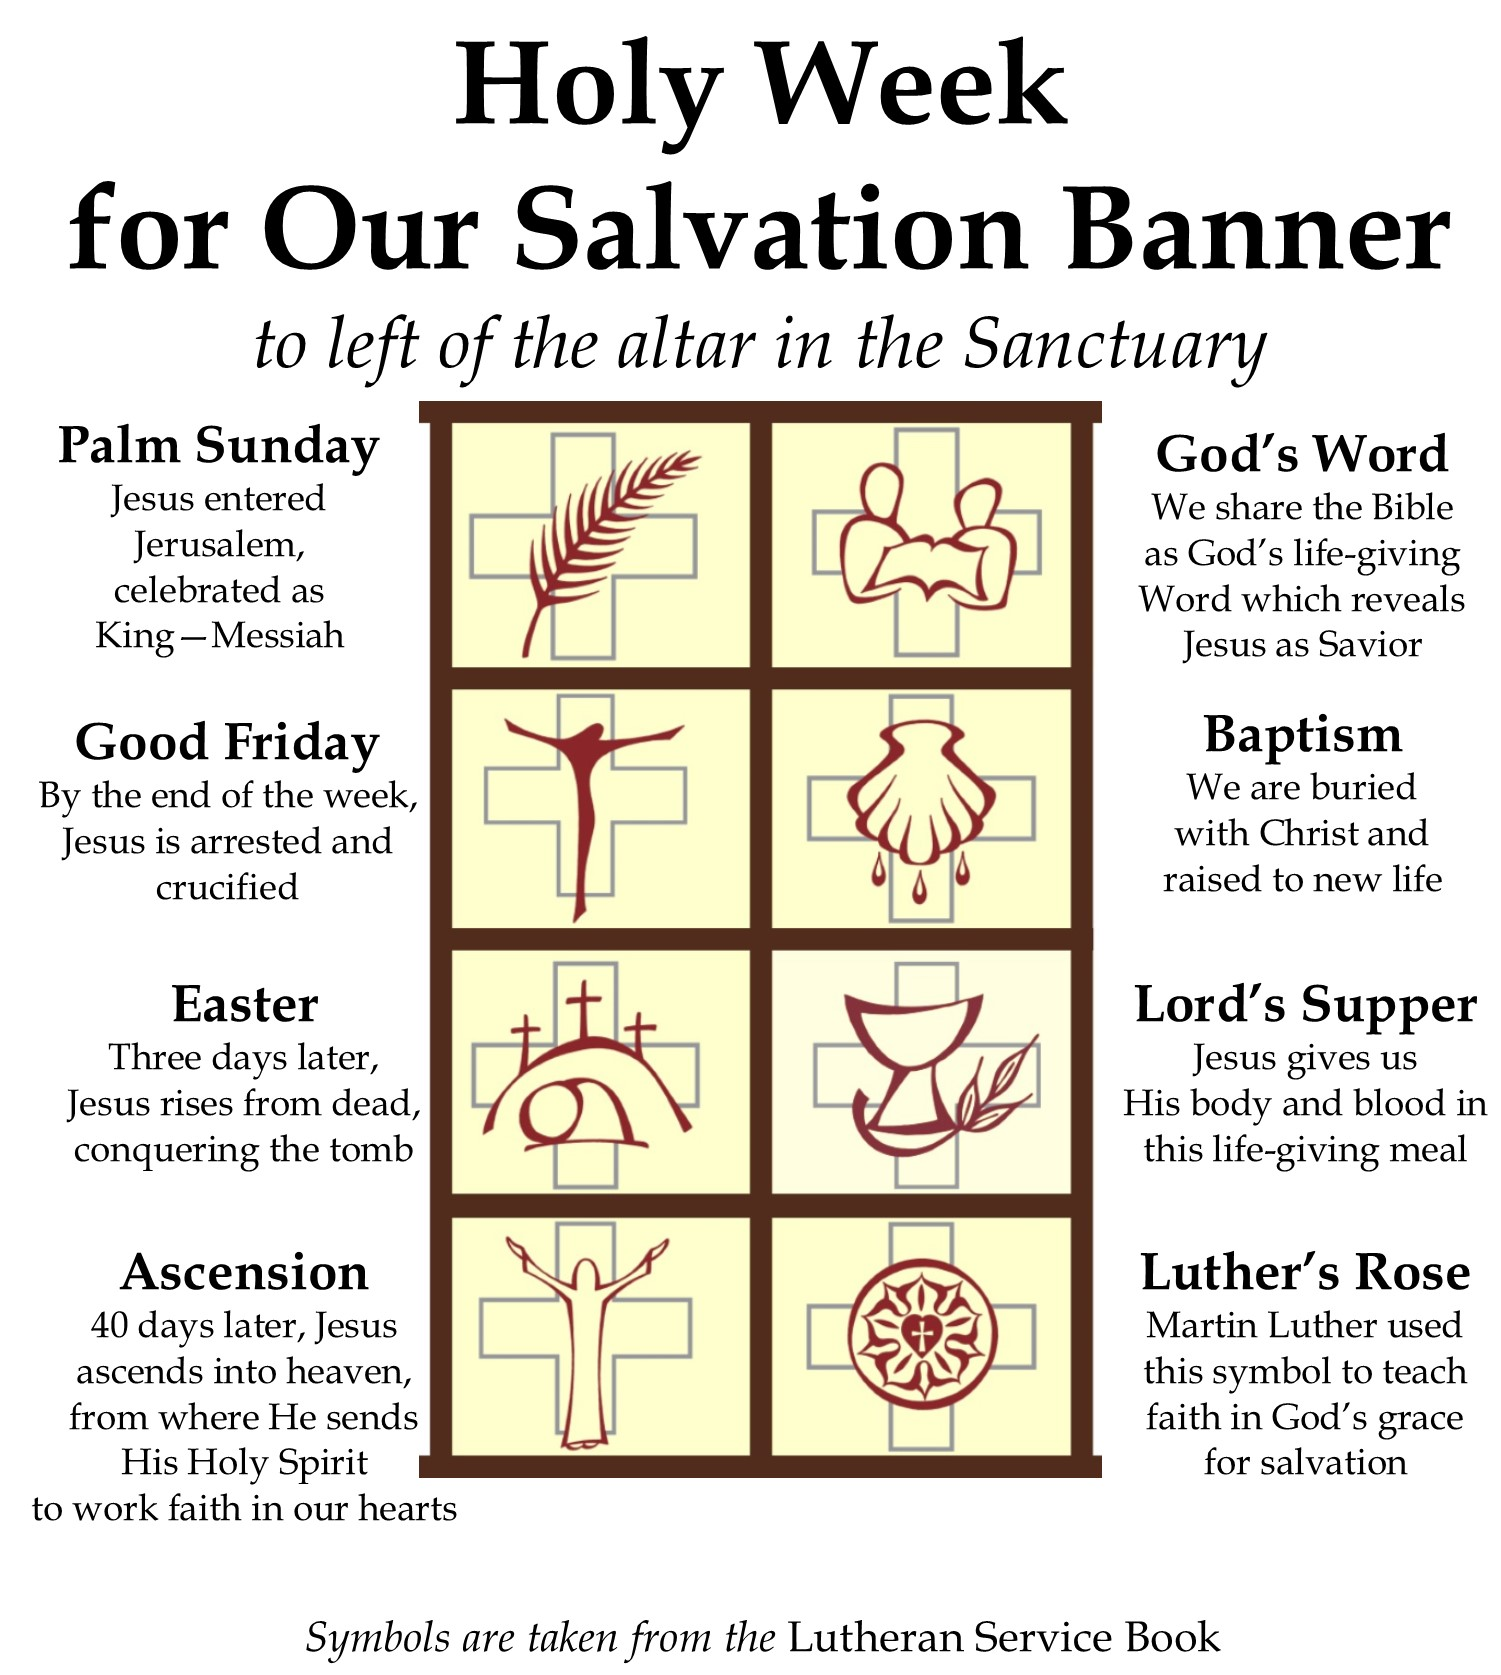 Holy Week
for Our Salvation Banner
to left of the altar in the Sanctuary
Palm Sunday
Jesus entered
Jerusalem,
celebrated as
King—Messiah
Good Friday
By the end of the week,
Jesus is arrested and
crucified
Easter
Three days later,
Jesus rises from dead,
conquering the tomb
Ascension
40 days later, Jesus
ascends into heaven,
from where He sends
His Holy Spirit
to work faith in our hearts
God’s Word
We share the Bible
as God’s life-giving
Word which reveals
Jesus as Savior
Baptism
We are buried
with Christ and
raised to new life
Lord’s Supper
Jesus gives us
His body and blood in
this life-giving meal
Luther’s Rose
Martin Luther used
this symbol to teach
faith in God’s grace
for salvation
Symbols are taken from the Lutheran Service Book